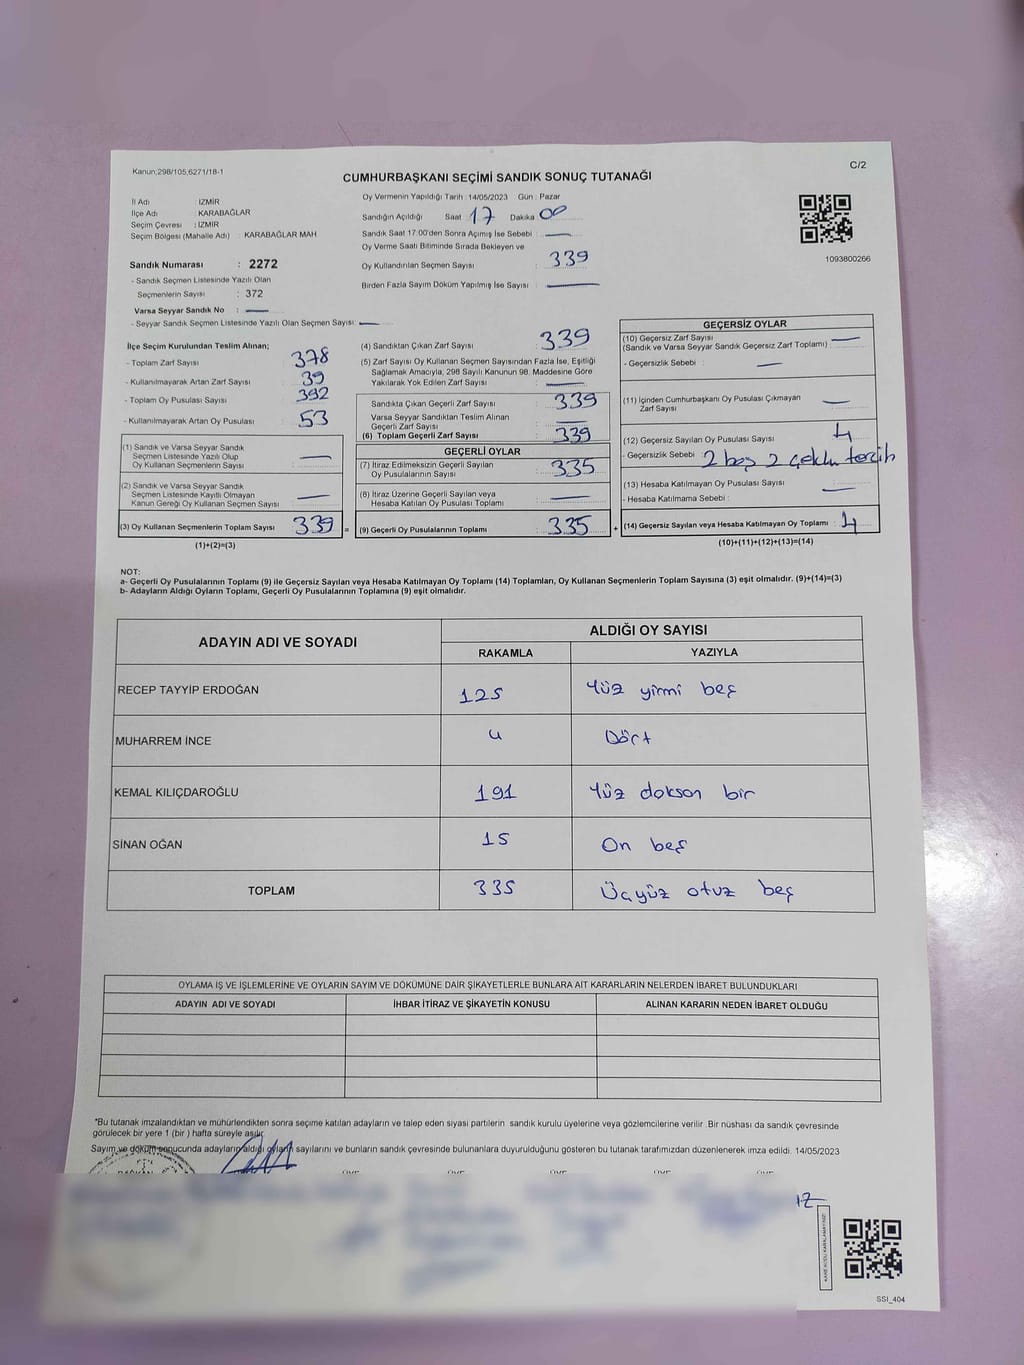 Kanun:298/105,6271/18-1
C/2
CUMHURBAŞKANI SEÇİMİ SANDIK SONUÇ TUTANAĞI
İl Adı : İZMİR
İlçe Adı : KARABAĞLAR
Seçim Çevresi : İZMİR
Seçim Bölgesi (Mahalle Adı) : KARABAĞLAR MAH.
Sandık Numarası : 2272
- Sandık Seçmen Listesinde Yazılı Olan
Seçmenlerin Sayısı : 372
Varsa Seyyar Sandık No : —
- Seyyar Sandık Seçmen Listesinde Yazılı Olan Seçmen Sayısı: —
Oy Vermenin Yapıldığı Tarih : 14/05/2023 Gün : Pazar
Sandığın Açıldığı Saat 17 Dakika 00
Sandık Saat 17:00'den Sonra Açımış İse Sebebi : —
Oy Verme Saati Bitiminde Sırada Bekleyen ve
Oy Kullandırılan Seçmen Sayısı : 339
Birden Fazla Sayım Döküm Yapılmış İse Sayısı : —
1093800266
İlçe Seçim Kurulundan Teslim Alınan;
- Toplam Zarf Sayısı : 378
- Kullanılmayarak Artan Zarf Sayısı : 39
- Toplam Oy Pusulası Sayısı : 392
- Kullanılmayarak Artan Oy Pusulası : 53
(1) Sandık ve Varsa Seyyar Sandık
Seçmen Listesinde Yazılı Olup
Oy Kullanan Seçmenlerin Sayısı : —
(2) Sandık ve Varsa Seyyar Sandık
Seçmen Listesinde Kayıtlı Olmayan
Kanun Gereği Oy Kullanan Seçmen Sayısı : —
(3) Oy Kullanan Seçmenlerin Toplam Sayısı : 339 =
(1)+(2)=(3)
(4) Sandıktan Çıkan Zarf Sayısı : 339
(5) Zarf Sayısı Oy Kullanan Seçmen Sayısından Fazla İse, Eşitliği
Sağlamak Amacıyla, 298 Sayılı Kanunun 98. Maddesine Göre
Yakılarak Yok Edilen Zarf Sayısı : —
Sandıkta Çıkan Geçerli Zarf Sayısı : 339
Varsa Seyyar Sandıktan Teslim Alınan
Geçerli Zarf Sayısı : —
(6) Toplam Geçerli Zarf Sayısı : 339
GEÇERLİ OYLAR
(7) İtiraz Edilmeksizin Geçerli Sayılan
Oy Pusulalarının Sayısı : 335
(8) İtiraz Üzerine Geçerli Sayılan veya
Hesaba Katılan Oy Pusulası Toplamı : —
(9) Geçerli Oy Pusulalarının Toplamı : 335 +
GEÇERSİZ OYLAR
(10) Geçersiz Zarf Sayısı
(Sandık ve Varsa Seyyar Sandık Geçersiz Zarf Toplamı) : —
- Geçersizlik Sebebi : —
(11) İçinden Cumhurbaşkanı Oy Pusulası Çıkmayan
Zarf Sayısı : —
(12) Geçersiz Sayılan Oy Pusulası Sayısı : 4
- Geçersizlik Sebebi : 2 boş 2 çoklu tercih
(13) Hesaba Katılmayan Oy Pusulası Sayısı : —
- Hesaba Katılmama Sebebi :
(14) Geçersiz Sayılan veya Hesaba Katılmayan Oy Toplamı : 4
(10)+(11)+(12)+(13)=(14)
NOT:
a- Geçerli Oy Pusulalarının Toplamı (9) ile Geçersiz Sayılan veya Hesaba Katılmayan Oy Toplamı (14) Toplamları, Oy Kullanan Seçmenlerin Toplam Sayısına (3) eşit olmalıdır. (9)+(14)=(3)
b- Adayların Aldığı Oyların Toplamı, Geçerli Oy Pusulalarının Toplamına (9) eşit olmalıdır.
ADAYIN ADI VE SOYADI
ALDIĞI OY SAYISI
RAKAMLA YAZIYLA
RECEP TAYYİP ERDOĞAN 125 Yüz yirmi beş
MUHARREM İNCE 4 Dört
KEMAL KILIÇDAROĞLU 191 Yüz doksan bir
SİNAN OĞAN 15 On beş
TOPLAM 335 Üçyüz otuz beş
OYLAMA İŞ VE İŞLEMLERİNE VE OYLARIN SAYIM VE DÖKÜMÜNE DAİR ŞİKAYETLERLE BUNLARA AİT KARARLARIN NELERDEN İBARET BULUNDUKLARI
ADAYIN ADI VE SOYADI İHBAR İTİRAZ VE ŞİKAYETİN KONUSU ALINAN KARARIN NEDEN İBARET OLDUĞU
*Bu tutanak imzalandıktan ve mühürlendikten sonra seçime katılan adayların ve talep eden siyasi partilerin sandık kurulu üyelerine veya gözlemcilerine verilir. Bir nüshası da sandık çevresinde
görülecek bir yere 1 (bir) hafta süreyle asılır.
Sayım ve döküm sonucunda adayların aldığı oyların sayılarını ve bunların sandık çevresinde bulunanlara duyurulduğunu gösteren bu tutanak tarafımızdan düzenlenerek imza edildi. 14/05/2023
SSI_404